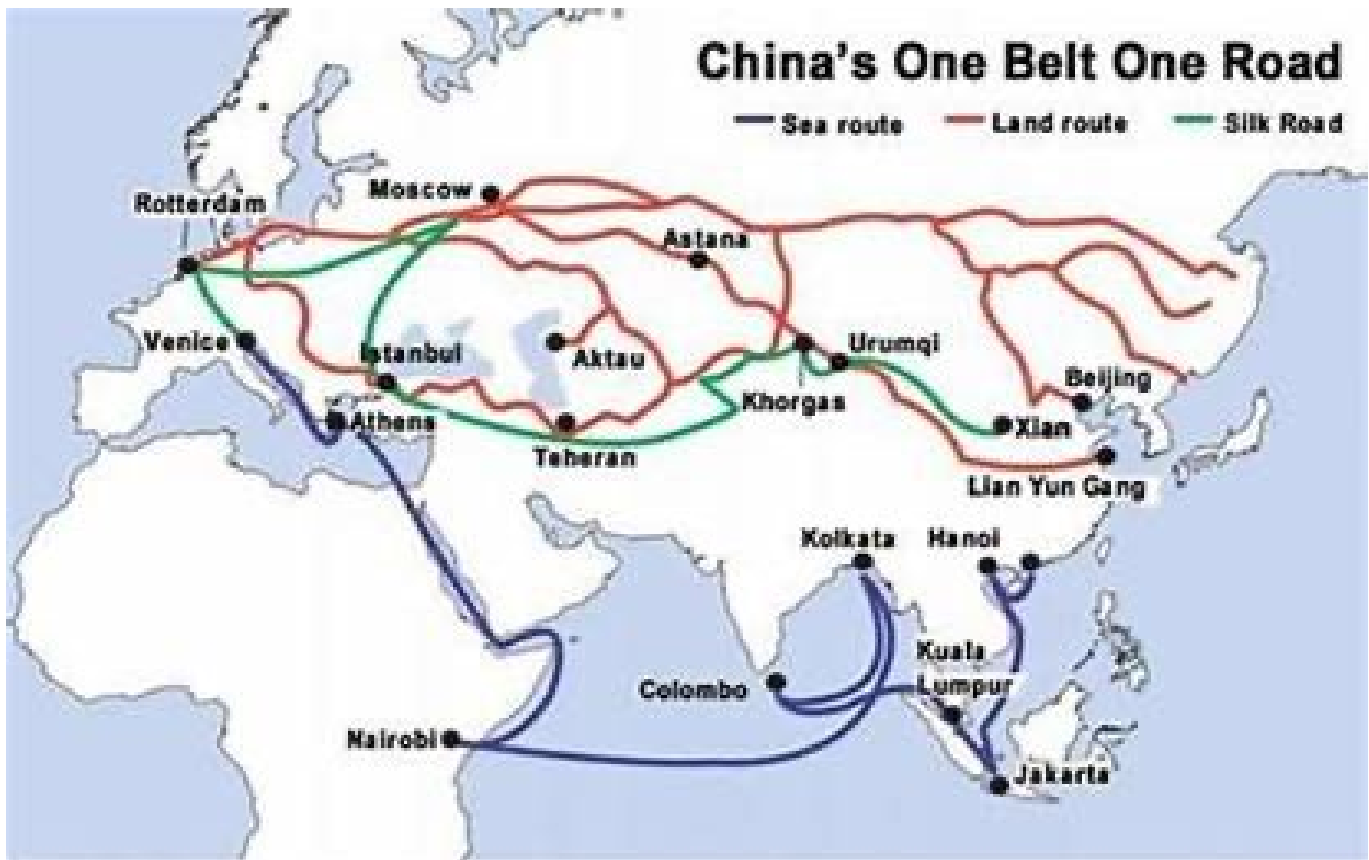 China's One Belt One Road
Sea route
Land route
Silk Road
Moscow
Rotterdam
Astana
Venice
Istanbul
Aktau
Urumqi
Khorgas
Beijing
Athens
Xian
Teheran
Lian Yun Gang
Kolkata
Hanoi
Kuala
Lumpur
Colombo
Nairobi
Jakarta